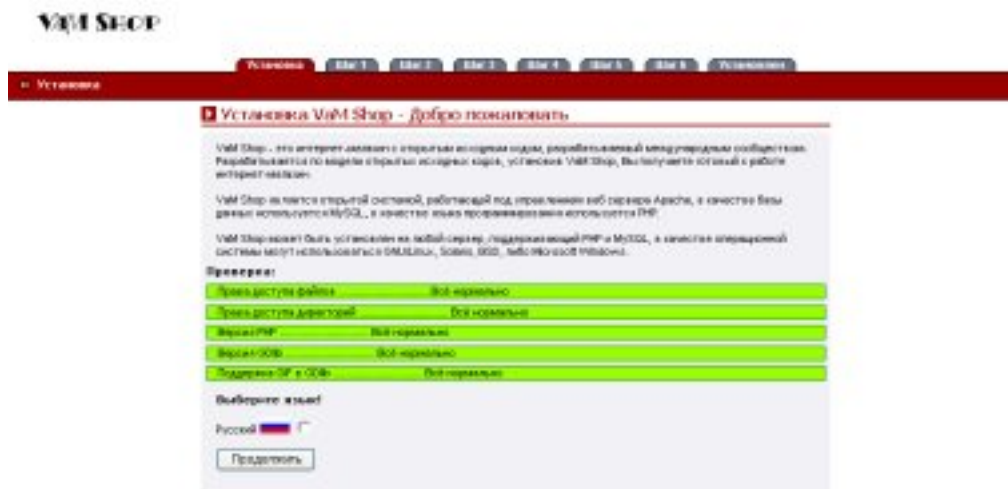 VaM Shop
Установка Шаг 1 Шаг 2 Шаг 3 Шаг 4 Шаг 5 Шаг 6 Установлен
Установка
Установка VaM Shop - Добро пожаловать
VaM Shop - это интернет-магазин с открытым исходным кодом, разрабатываемый международным сообществом.
Разрабатывается по модели открытых исходных кодов, установив VaM Shop, Вы получаете готовый к работе
интернет-магазин.
VaM Shop является открытой системой, работающей под управлением веб сервера Apache, в качестве базы
данных используется MySQL, в качестве языка программирования используется PHP.
VaM Shop может быть установлен на любой сервер, поддерживающий PHP и MySQL, в качестве операционной
системы могут использоваться GNU/Linux, Solaris, BSD, либо Microsoft Windows.
Проверка:
Права доступа файлов Всё нормально
Права доступа директорий Всё нормально
Версия PHP Всё нормально
Версия GDlib Всё нормально
Поддержка GIF в GDlib Всё нормально
Выберите язык!
Русский
Продолжить